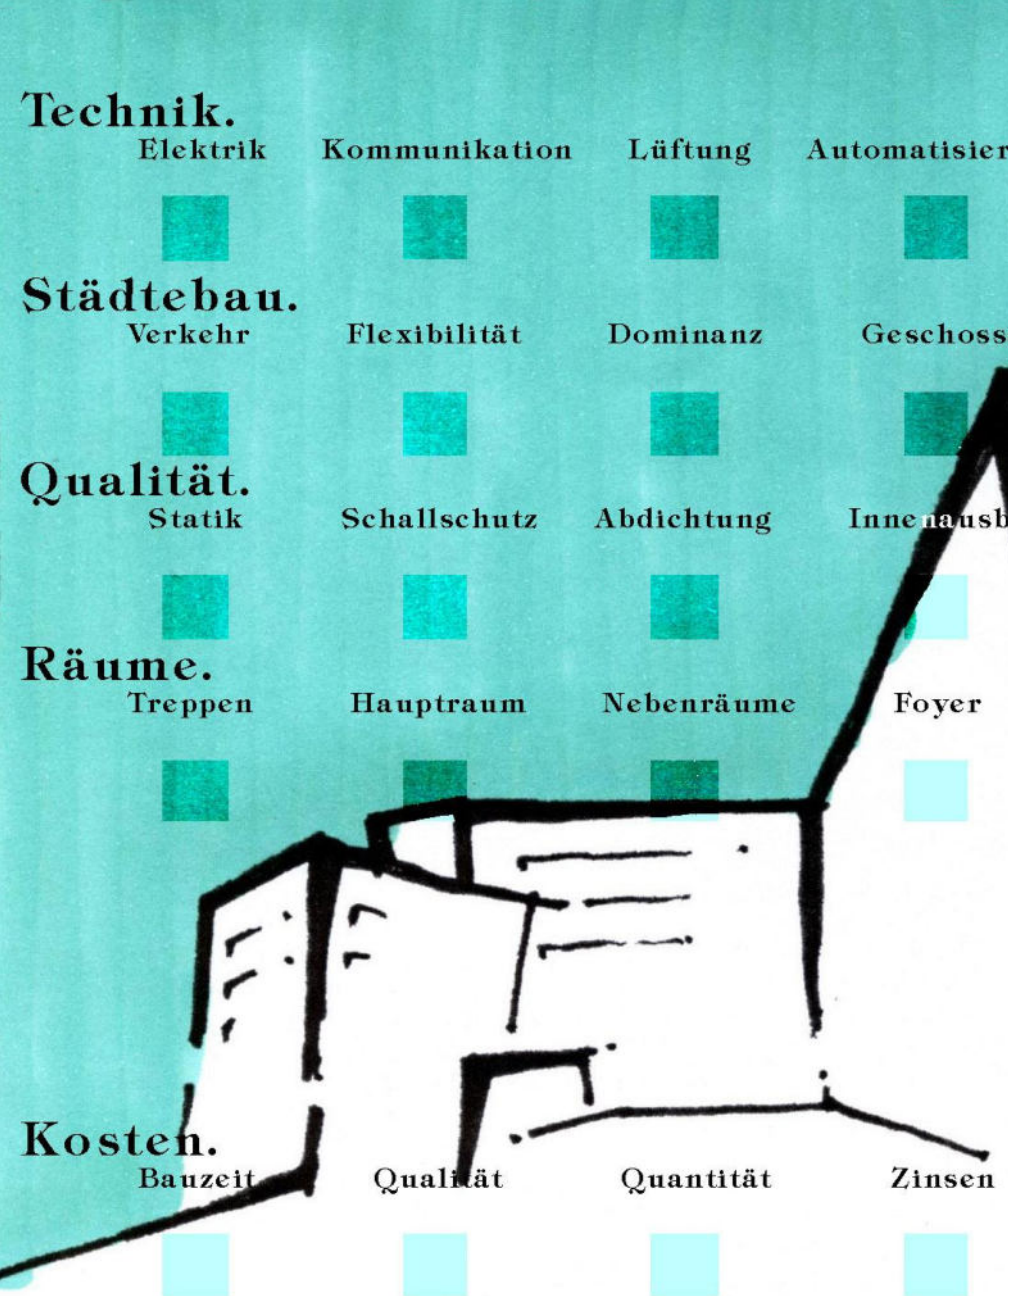 Technik.
Elektrik Kommunikation Lüftung Automatisier
Städtebau.
Verkehr Flexibilität Dominanz Geschoss
Qualität.
Statik Schallschutz Abdichtung Innenausb
Räume.
Treppen Hauptraum Nebenräume Foyer
Kosten.
Bauzeit Qualität Quantität Zinsen